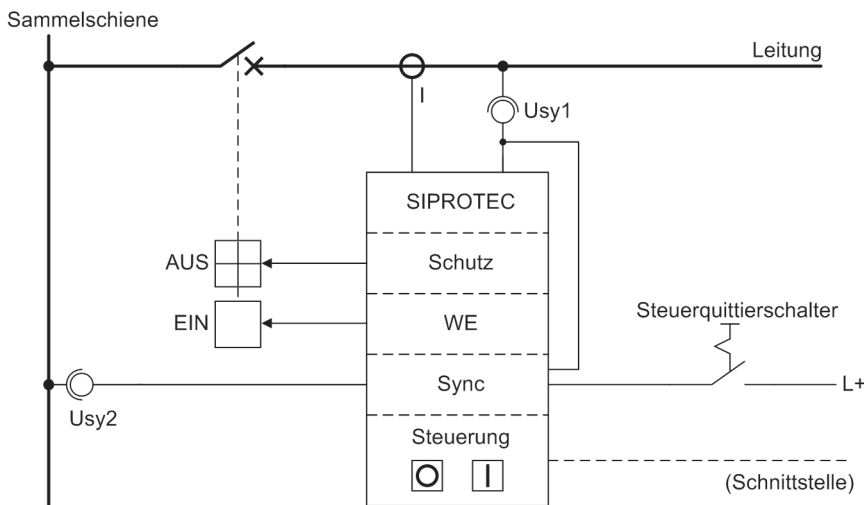 Sammelschiene
Leitung
I
Usy1
SIPROTEC
AUS
Schutz
EIN
WE
Steuerquittierschalter
Sync
L+
Usy2
Steuerung
(Schnittstelle)